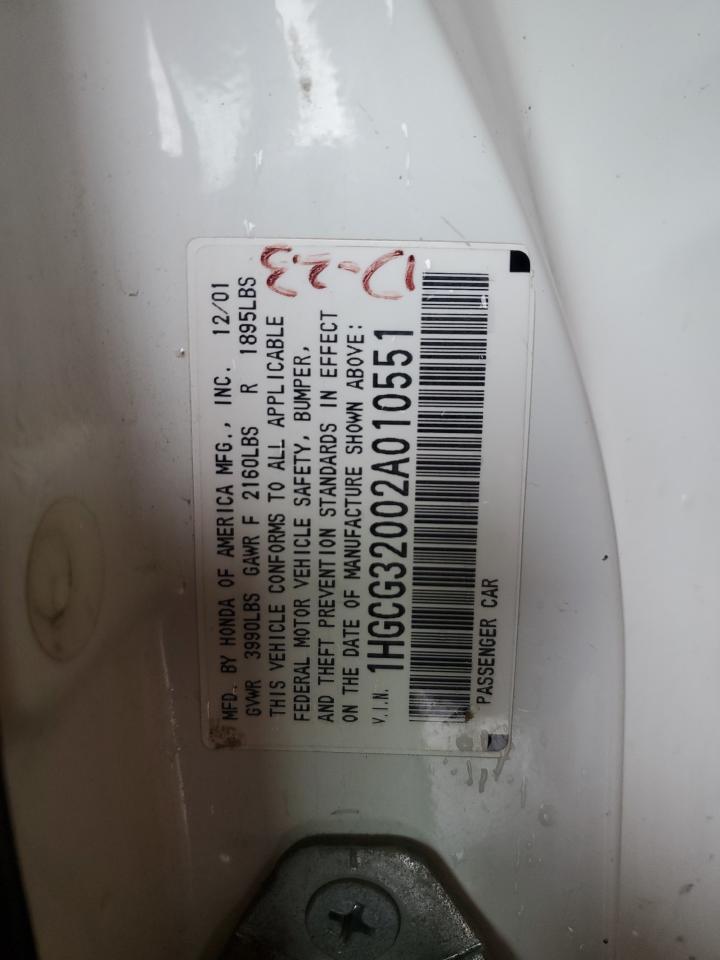 MFD. BY HONDA OF AMERICA MFG., INC. 12/01
GVWR 3990LBS GAWR F 2160LBS R 1895LBS
THIS VEHICLE CONFORMS TO ALL APPLICABLE
FEDERAL MOTOR VEHICLE SAFETY, BUMPER,
AND THEFT PREVENTION STANDARDS IN EFFECT
ON THE DATE OF MANUFACTURE SHOWN ABOVE:
V.I.N. 1HGCG32002A010551
PASSENGER CAR